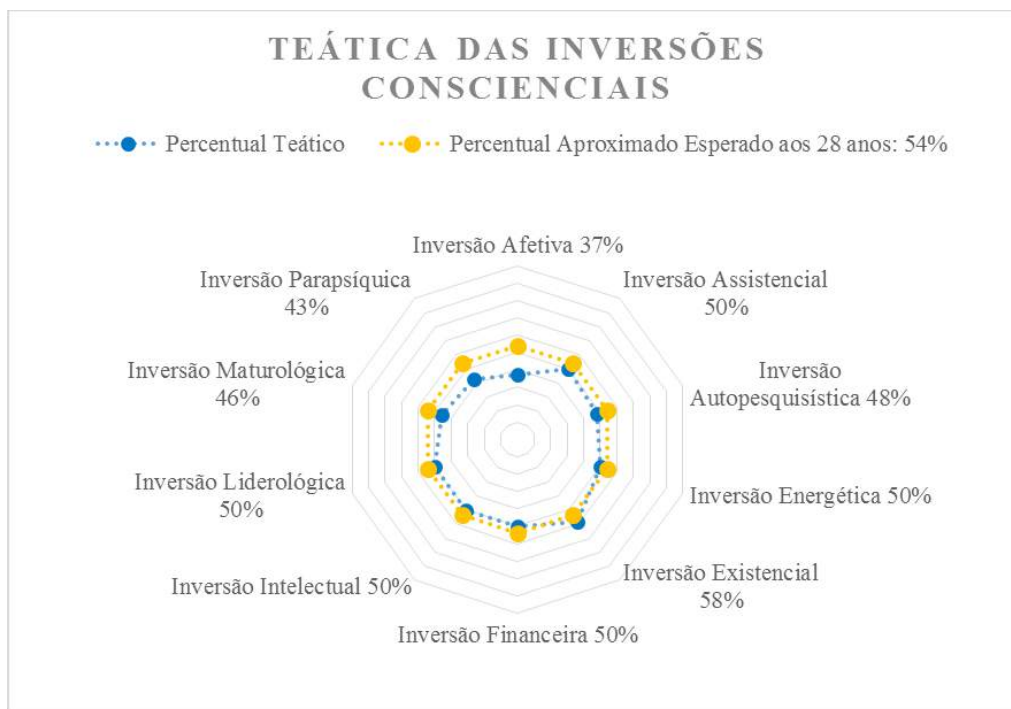 TEÁTICA DAS INVERSÕES
CONSCIENCIAIS
Percentual Teático
Percentual Aproximado Esperado aos 28 anos: 54%
Inversão Afetiva 37%
Inversão Assistencial
50%
Inversão
Autopesquisística 48%
Inversão Energética 50%
Inversão Existencial
58%
Inversão Financeira 50%
Inversão Intelectual 50%
Inversão Liderológica
50%
Inversão Maturológica
46%
Inversão Parapsíquica
43%